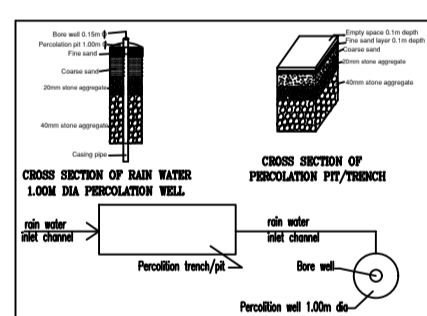 Bore well 0.15m ϕ
Percolation pit 1.00m ϕ
Fine sand
Coarse sand
20mm stone aggregate
40mm stone aggregate
Casing pipe
CROSS SECTION OF RAIN WATER
1.00M DIA PERCOLATION WELL
Empty space 0.1m depth
Fine sand layer 0.1m depth
Coarse sand
20mm stone aggregate
40mm stone aggregate
CROSS SECTION OF
PERCOLATION PIT/TRENCH
rain water
inlet channel
Percolition trench/pit
rain water
inlet channel
Bore well
Percolition well 1.00m dia